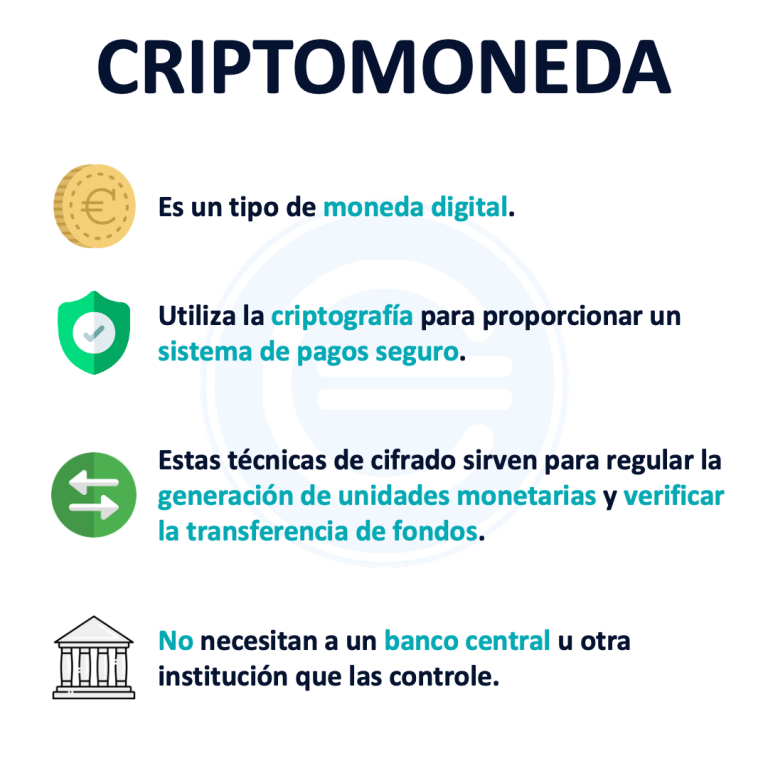 CRIPTOMONEDA
Es un tipo de moneda digital.
Utiliza la criptografía para proporcionar un
sistema de pagos seguro.
Estas técnicas de cifrado sirven para regular la
generación de unidades monetarias y verificar
la transferencia de fondos.
No necesitan a un banco central u otra
institución que las controle.